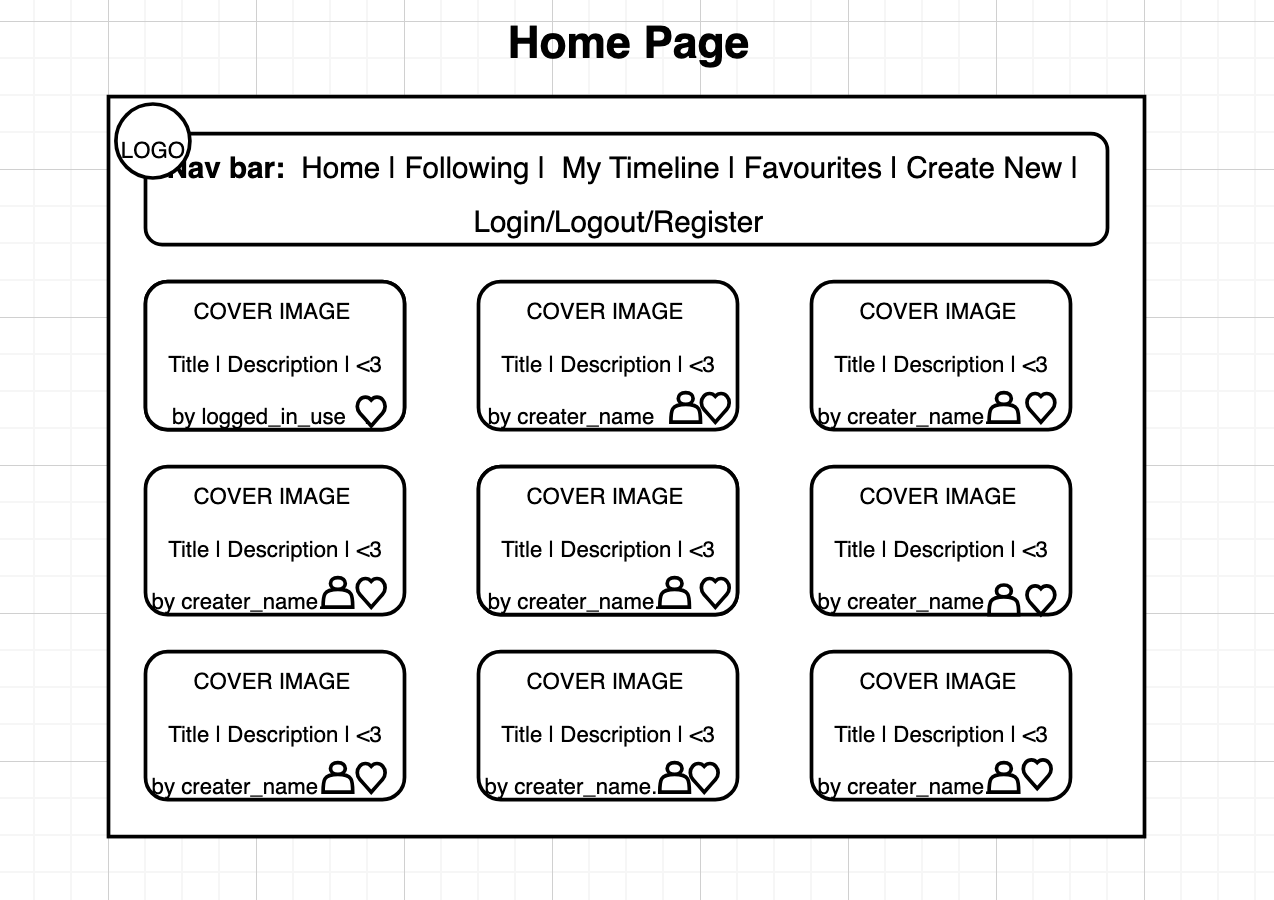 Home Page
LOGO
Nav bar: Home | Following | My Timeline | Favourites | Create New |
Login/Logout/Register
COVER IMAGE
Title | Description | <3
by logged_in_use
COVER IMAGE
Title | Description | <3
by creater_name
COVER IMAGE
Title | Description | <3
by creater_name
COVER IMAGE
Title | Description | <3
by creater_name
COVER IMAGE
Title | Description | <3
by creater_name.
COVER IMAGE
Title | Description | <3
by creater_name
COVER IMAGE
Title | Description | <3
by creater_name
COVER IMAGE
Title | Description | <3
by creater_name.
COVER IMAGE
Title | Description | <3
by creater_name